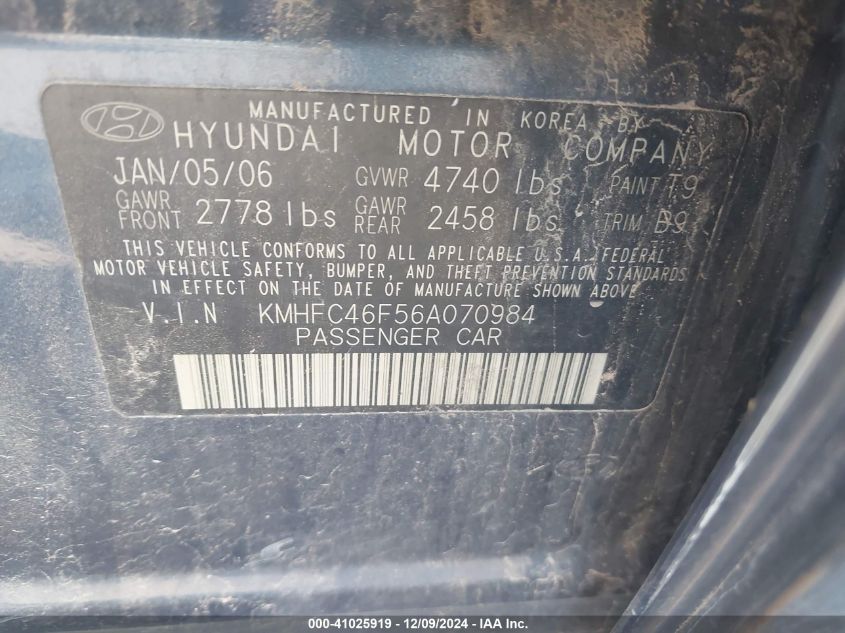 MANUFACTURED IN KOREA BY
HYUNDAI MOTOR COMPANY
JAN/05/06 GVWR 4740 lbs PAINT T9
GAWR FRONT 2778 lbs GAWR REAR 2458 lbs TRIM B9
THIS VEHICLE CONFORMS TO ALL APPLICABLE U.S.A. FEDERAL
MOTOR VEHICLE SAFETY, BUMPER, AND THEFT PREVENTION STANDARDS
IN EFFECT ON THE DATE OF MANUFACTURE SHOWN ABOVE
V.I.N KMHFC46F56A070984
PASSENGER CAR
000-41025919 - 12/09/2024 - IAA Inc.